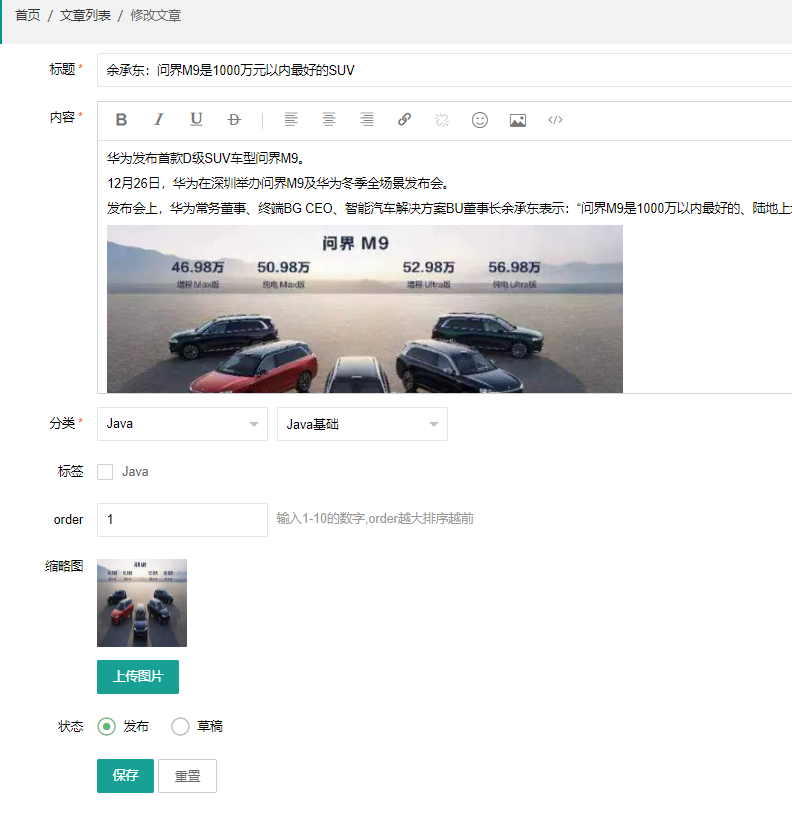 首页 / 文章列表 / 修改文章
标题 * 余承东：问界M9是1000万元以内最好的SUV
内容 *
B I U D
华为发布首款D级SUV车型问界M9。
12月26日，华为在深圳举办问界M9及华为冬季全场景发布会。
发布会上，华为常务董事、终端BG CEO、智能汽车解决方案BU董事长余承东表示：“问界M9是1000万以内最好的、陆地上
问界 M9
46.98万 50.98万 52.98万 56.98万
增程 Max版 纯电 Max版 增程 Ultra版 纯电 Ultra版
分类 * Java Java基础
标签 Java
order 1 输入1-10的数字,order越大排序越前
缩略图
上传图片
状态 发布 草稿
保存 重置